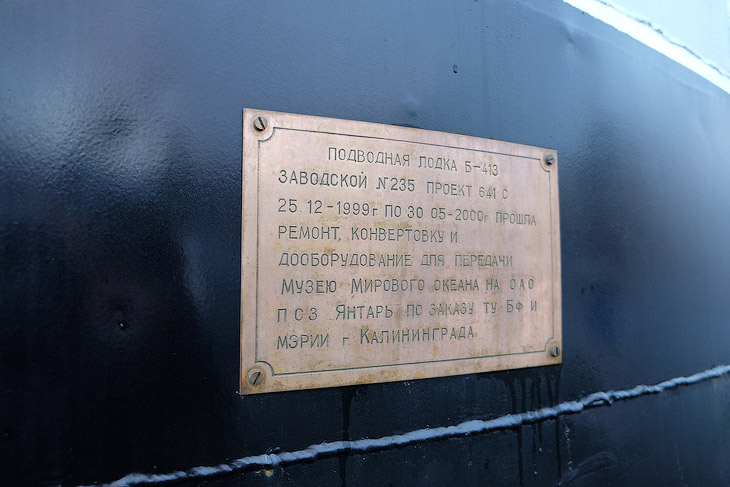 ПОДВОДНАЯ ЛОДКА Б-413
ЗАВОДСКОЙ №235 ПРОЕКТ 641 С
25.12-1999г ПО 30 05-2000г. ПРОШЛА
РЕМОНТ, КОНВЕРТОВКУ И
ДООБОРУДОВАНИЕ ДЛЯ ПЕРЕДАЧИ
МУЗЕЮ МИРОВОГО ОКЕАНА НА ОАО
ПСЗ „ЯНТАРЬ" ПО ЗАКАЗУ ТУ БФ И
МЭРИИ г. КАЛИНИНГРАДА